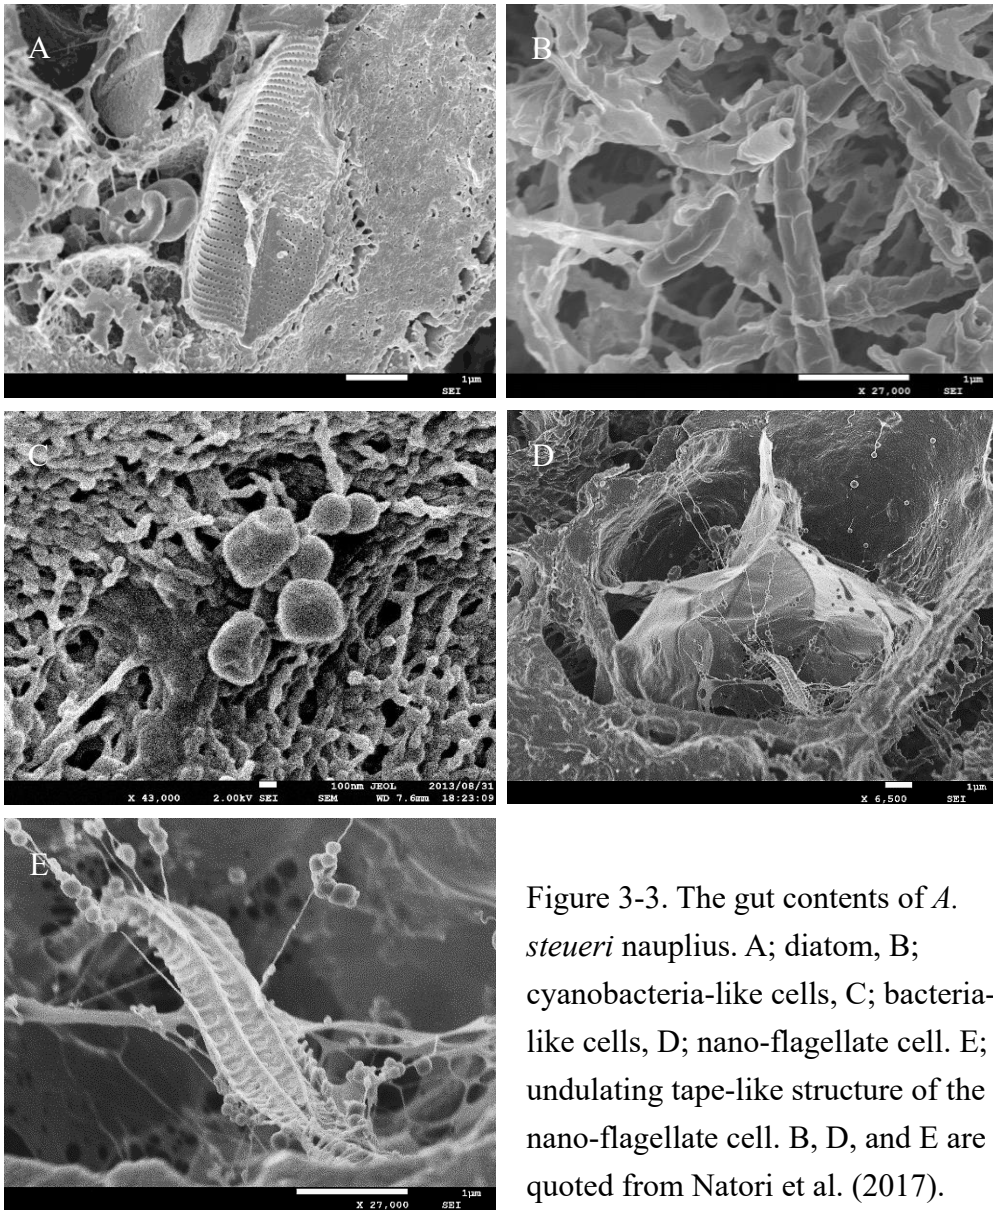 A
1μm
SEI
B
1μm
X 27,000 SEI
C
100nm JEOL 2013/08/31
X 43,000 2.00kV SEI SEM WD 7.6mm 18:23:09
D
1μm
X 6,500 SEI
E
1μm
X 27,000 SEI
Figure 3-3. The gut contents of A.
steueri nauplius. A; diatom, B;
cyanobacteria-like cells, C; bacteria-
like cells, D; nano-flagellate cell. E;
undulating tape-like structure of the
nano-flagellate cell. B, D, and E are
quoted from Natori et al. (2017).